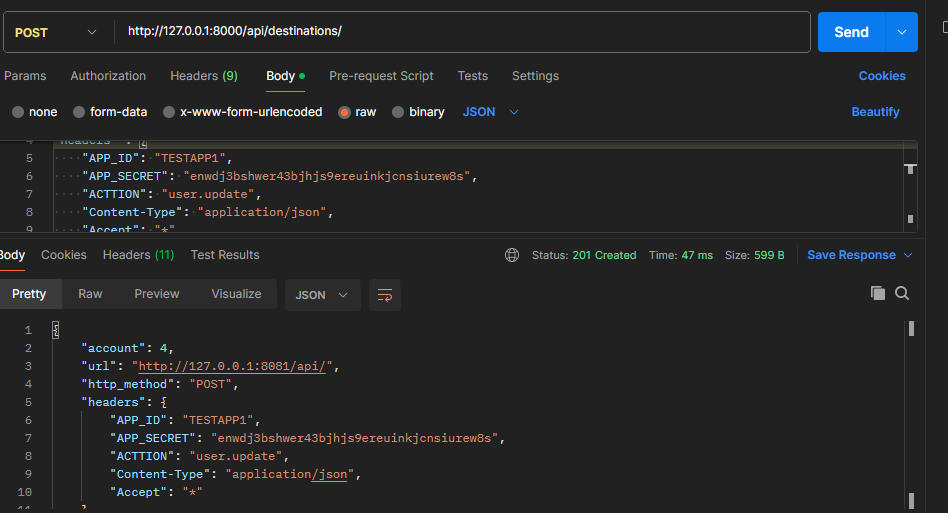 POST http://127.0.0.1:8000/api/destinations/ Send
Params Authorization Headers (9) Body Pre-request Script Tests Settings Cookies
none form-data x-www-form-urlencoded raw binary JSON Beautify
4 "headers" : {
5 "APP_ID": "TESTAPP1",
6 "APP_SECRET": "enwdj3bshwer43bjhjs9ereuinkjcnsiurew8s",
7 "ACTTION": "user.update",
8 "Content-Type": "application/json",
9 "Accept": "*"
Body Cookies Headers (11) Test Results Status: 201 Created Time: 47 ms Size: 599 B Save Response
Pretty Raw Preview Visualize JSON
1 {
2 "account": 4,
3 "url": "http://127.0.0.1:8081/api/",
4 "http_method": "POST",
5 "headers": {
6 "APP_ID": "TESTAPP1",
7 "APP_SECRET": "enwdj3bshwer43bjhjs9ereuinkjcnsiurew8s",
8 "ACTTION": "user.update",
9 "Content-Type": "application/json",
10 "Accept": "*"
11 }